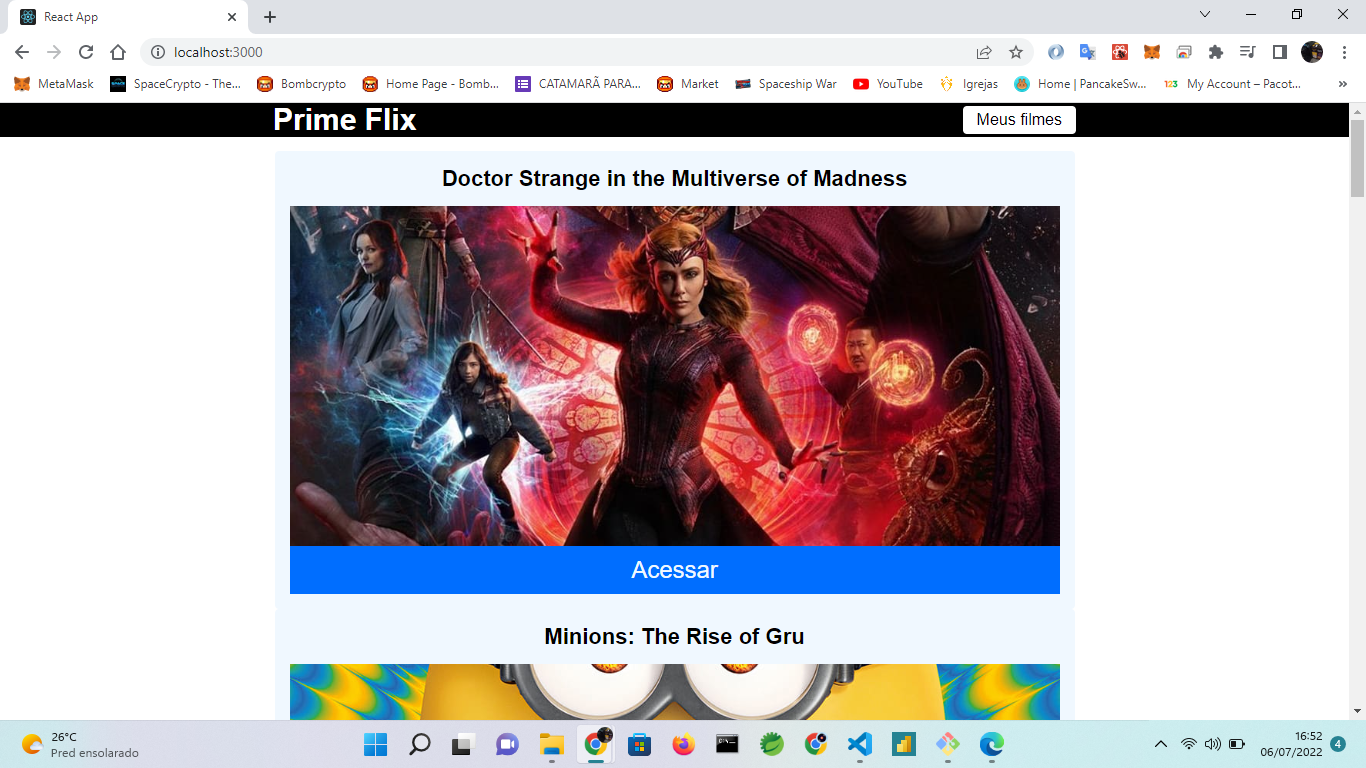 React App
localhost:3000
MetaMask
SpaceCrypto - The...
Bombcrypto
Home Page - Bomb...
CATAMARÃ PARA...
Market
Spaceship War
YouTube
Igrejas
Home | PancakeSw...
123
My Account – Pacot...
»
Prime Flix
Meus filmes
Doctor Strange in the Multiverse of Madness
Acessar
Minions: The Rise of Gru
26°C
Pred ensolarado
16:52
06/07/2022
4